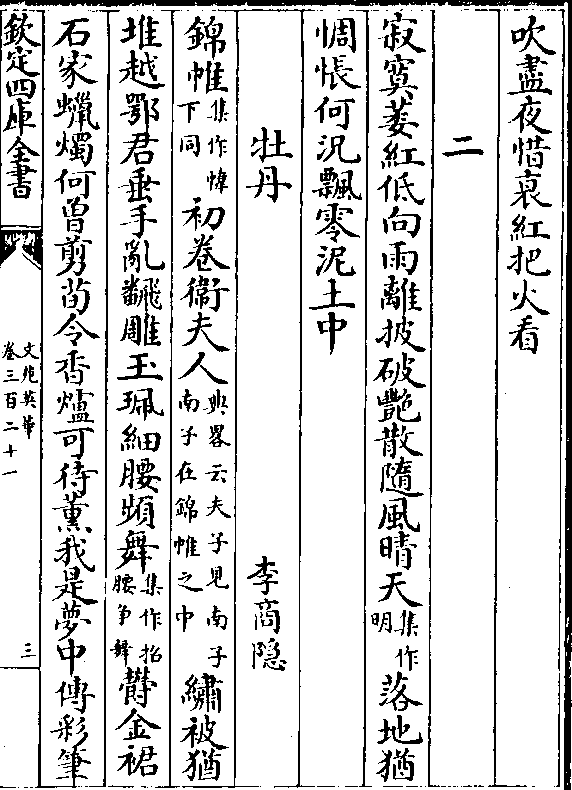 吹盡夜惜衰紅把火看
二
寂寞萎紅低向雨離披破艷散隨風晴天集作明落地猶
惆悵何況飄零泥土中
牡丹 李商隠
錦帷集作幃下同初卷衞夫人典畧云夫子見南子南子在錦帷之中繡被猶
堆越鄂君垂手亂飜雕玉珮細腰頻舞集作招腰爭舞欝金裙
石家蠟燭何曾剪荀令香爐可待薰我是夢中傳彩筆
欽定四庫全書
文苑英華
卷三百二十一
三